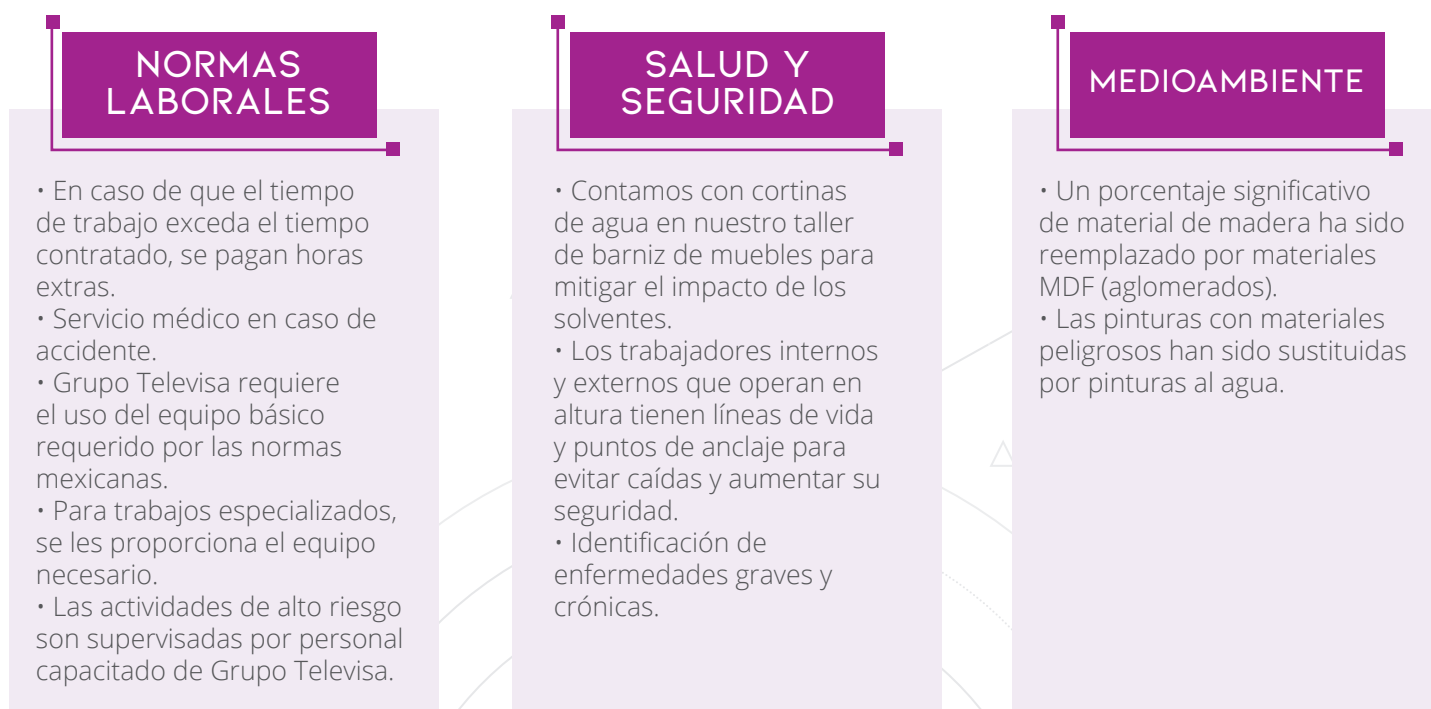 NORMAS
LABORALES
• En caso de que el tiempo
de trabajo exceda el tiempo
contratado, se pagan horas
extras.
• Servicio médico en caso de
accidente.
• Grupo Televisa requiere
el uso del equipo básico
requerido por las normas
mexicanas.
• Para trabajos especializados,
se les proporciona el equipo
necesario.
• Las actividades de alto riesgo
son supervisadas por personal
capacitado de Grupo Televisa.
SALUD Y
SEGURIDAD
• Contamos con cortinas
de agua en nuestro taller
de barniz de muebles para
mitigar el impacto de los
solventes.
• Los trabajadores internos
y externos que operan en
altura tienen líneas de vida
y puntos de anclaje para
evitar caídas y aumentar su
seguridad.
• Identificación de
enfermedades graves y
crónicas.
MEDIOAMBIENTE
• Un porcentaje significativo
de material de madera ha sido
reemplazado por materiales
MDF (aglomerados).
• Las pinturas con materiales
peligrosos han sido sustituidas
por pinturas al agua.